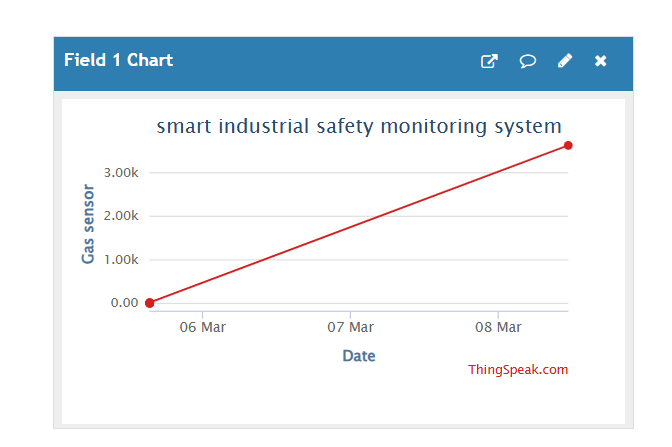 Field 1 Chart
smart industrial safety monitoring system
Gas sensor
3.00k
2.00k
1.00k
0.00
06 Mar 07 Mar 08 Mar
Date
ThingSpeak.com